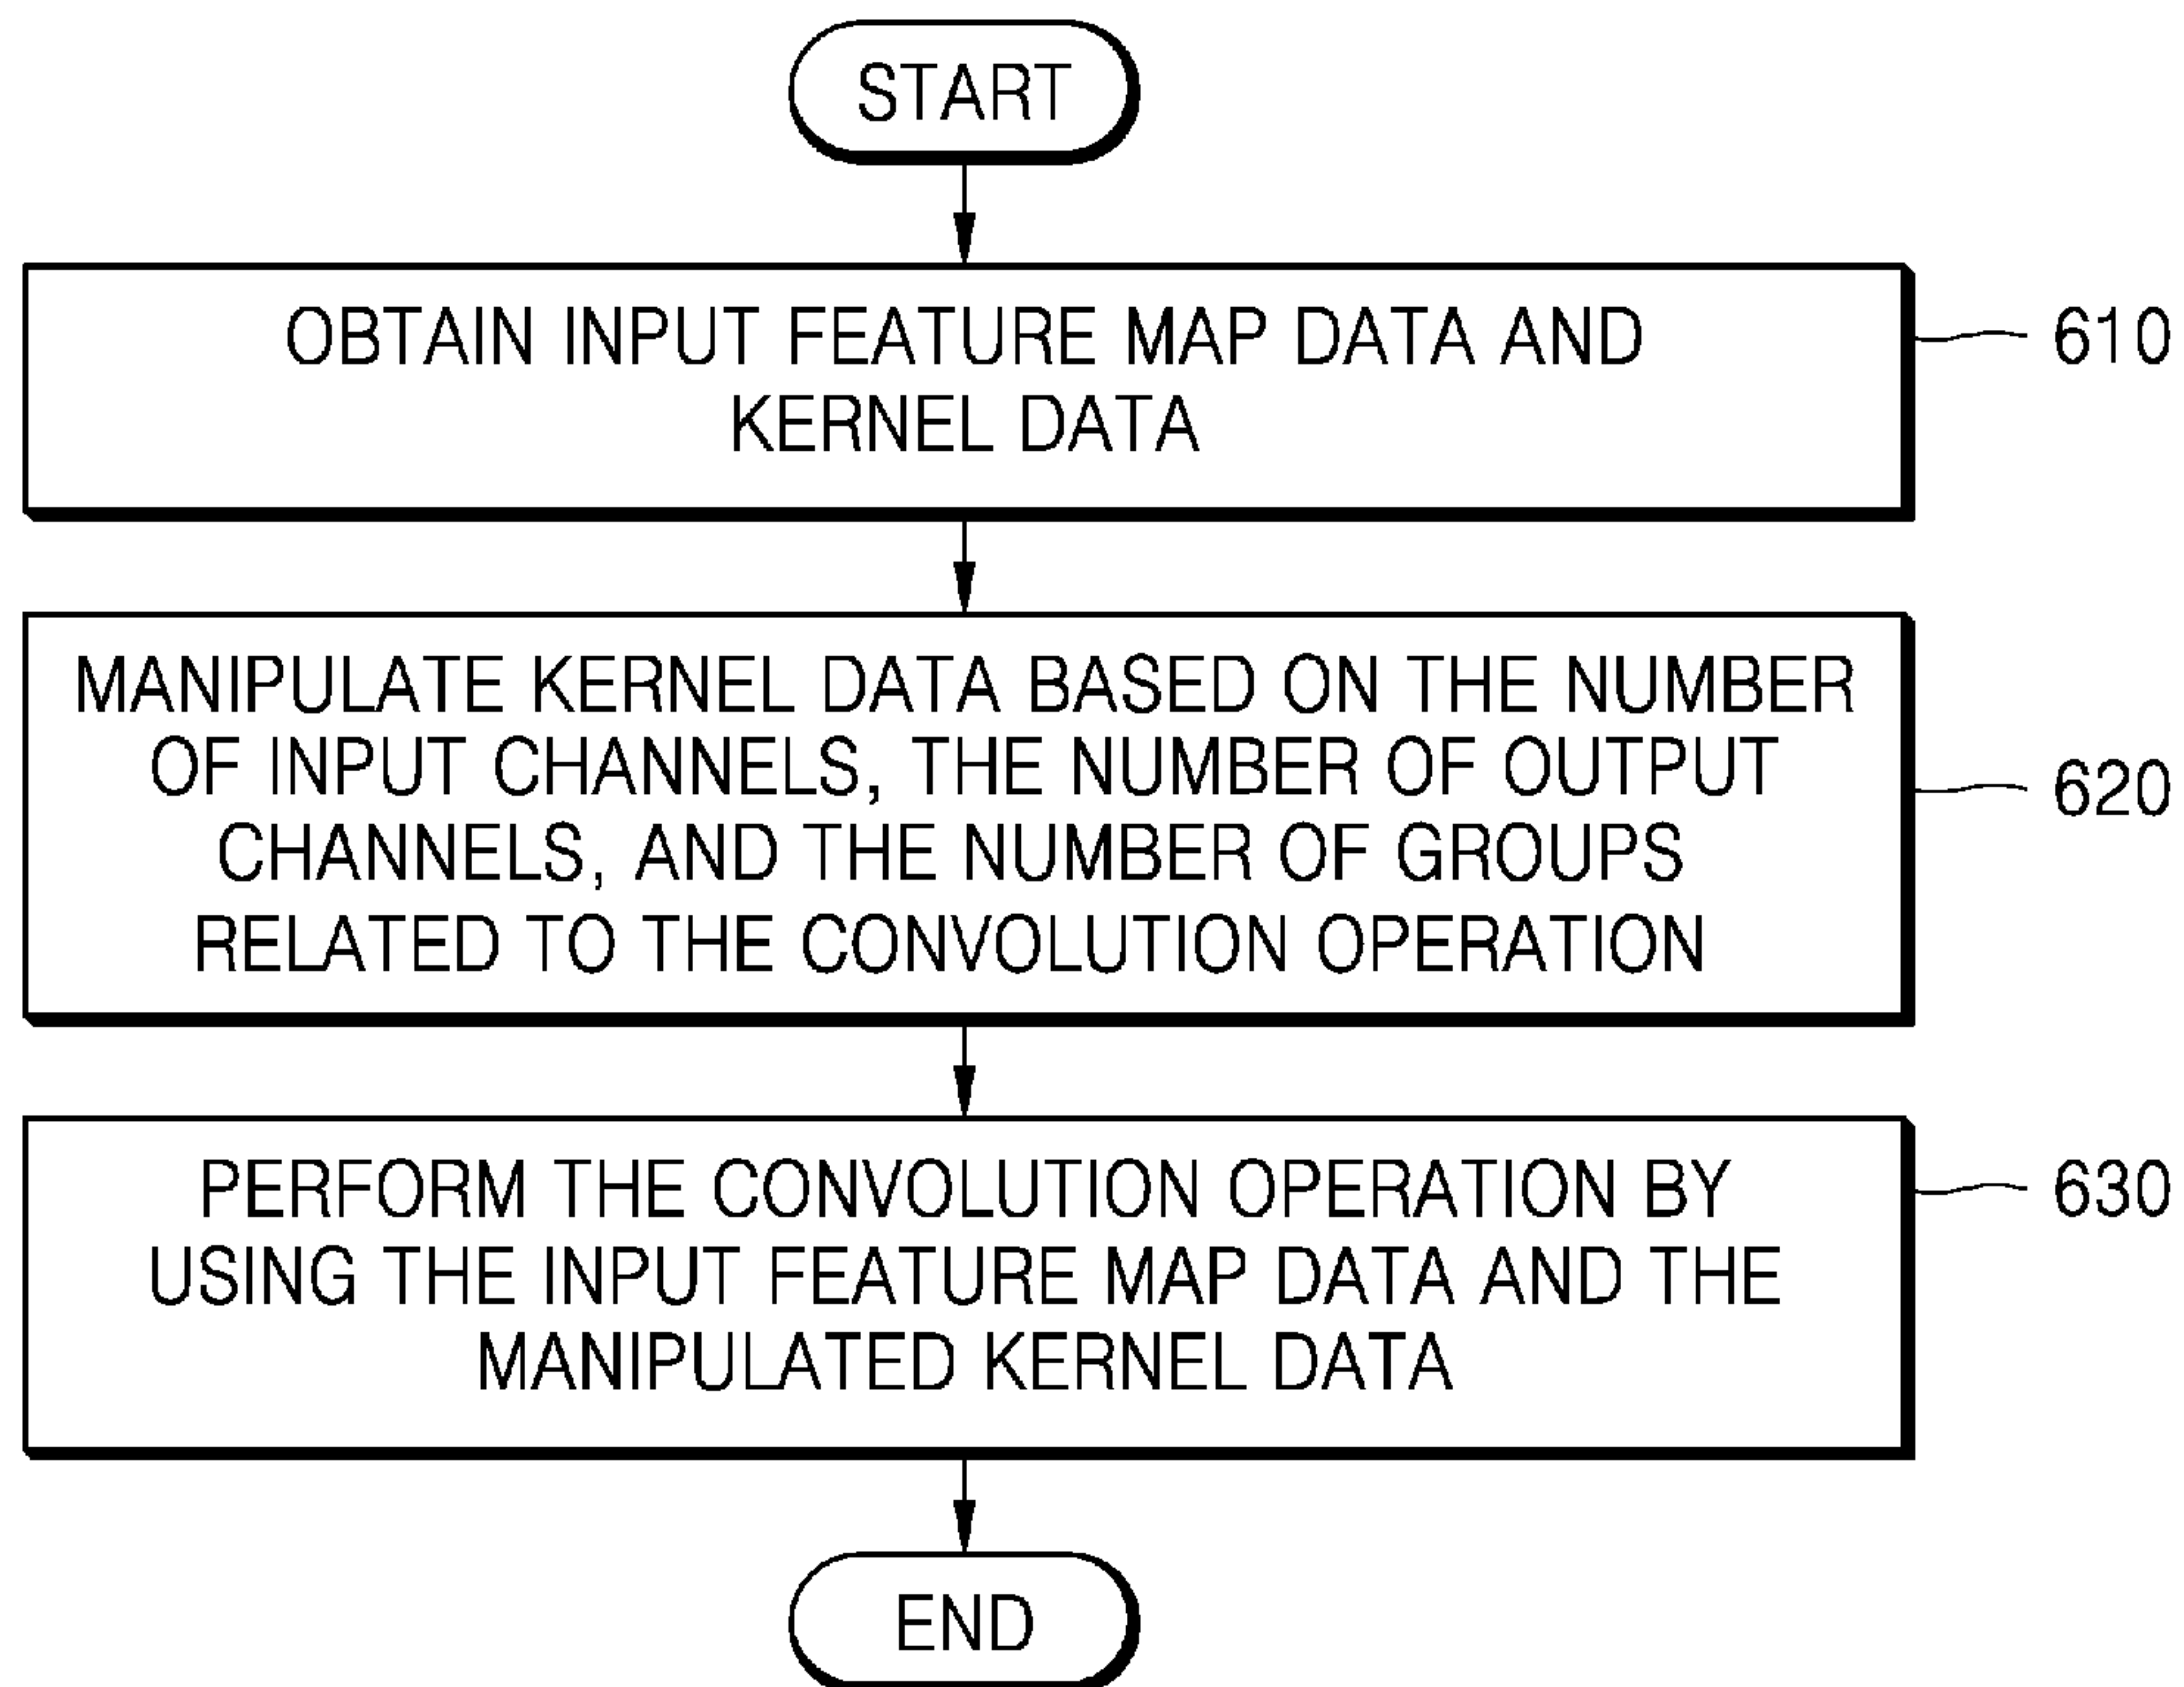 START
OBTAIN INPUT FEATURE MAP DATA AND
KERNEL DATA
610
MANIPULATE KERNEL DATA BASED ON THE NUMBER
OF INPUT CHANNELS, THE NUMBER OF OUTPUT
CHANNELS, AND THE NUMBER OF GROUPS
RELATED TO THE CONVOLUTION OPERATION
620
PERFORM THE CONVOLUTION OPERATION BY
USING THE INPUT FEATURE MAP DATA AND THE
MANIPULATED KERNEL DATA
630
END